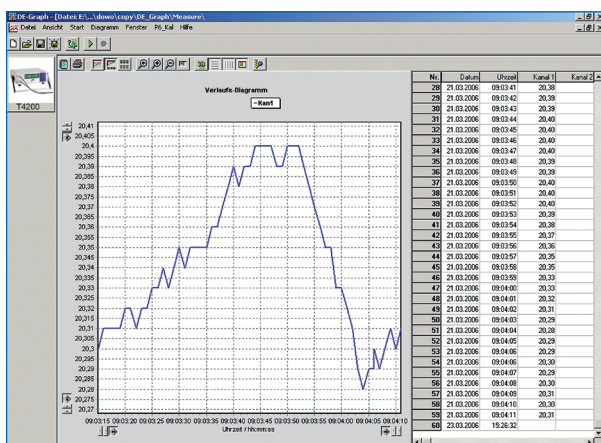 DE-Graph - [Datei: E:\...\dowo\copy\DE_Graph\Measure\
Datei Ansicht Start Diagramm Fenster P6_Kal Hilfe
T4200
Verlaufs-Diagramm
Kan1
20,41
20,405
20,4
20,395
20,39
20,385
20,38
20,37
20,365
20,36
20,35
20,34
20,33
20,325
20,32
20,315
20,31
20,3
20,29
20,285
20,28
20,27
09:03:15 09:03:20 09:03:25 09:03:30 09:03:35 09:03:40 09:03:45 09:03:50 09:03:55 09:04:00 09:04:05 09:04:10
Uhrzeit / hh:mm:ss
Nr. Datum Uhrzeit Kanal 1 Kanal 2
28 21.03.2006 09:03:41 20,38
29 21.03.2006 09:03:42 20,39
30 21.03.2006 09:03:43 20,39
31 21.03.2006 09:03:44 20,40
32 21.03.2006 09:03:45 20,40
33 21.03.2006 09:03:46 20,40
34 21.03.2006 09:03:47 20,40
35 21.03.2006 09:03:48 20,39
36 21.03.2006 09:03:49 20,39
37 21.03.2006 09:03:50 20,40
38 21.03.2006 09:03:51 20,40
39 21.03.2006 09:03:52 20,40
40 21.03.2006 09:03:53 20,39
41 21.03.2006 09:03:54 20,38
42 21.03.2006 09:03:55 20,37
43 21.03.2006 09:03:56 20,36
44 21.03.2006 09:03:57 20,35
45 21.03.2006 09:03:58 20,35
46 21.03.2006 09:03:59 20,33
47 21.03.2006 09:04:00 20,33
48 21.03.2006 09:04:01 20,32
49 21.03.2006 09:04:02 20,31
50 21.03.2006 09:04:03 20,29
51 21.03.2006 09:04:04 20,28
52 21.03.2006 09:04:05 20,29
53 21.03.2006 09:04:06 20,29
54 21.03.2006 09:04:06 20,30
55 21.03.2006 09:04:07 20,29
56 21.03.2006 09:04:08 20,30
57 21.03.2006 09:04:09 20,31
58 21.03.2006 09:04:10 20,30
59 21.03.2006 09:04:11 20,31
60 23.03.2006 15:26:32